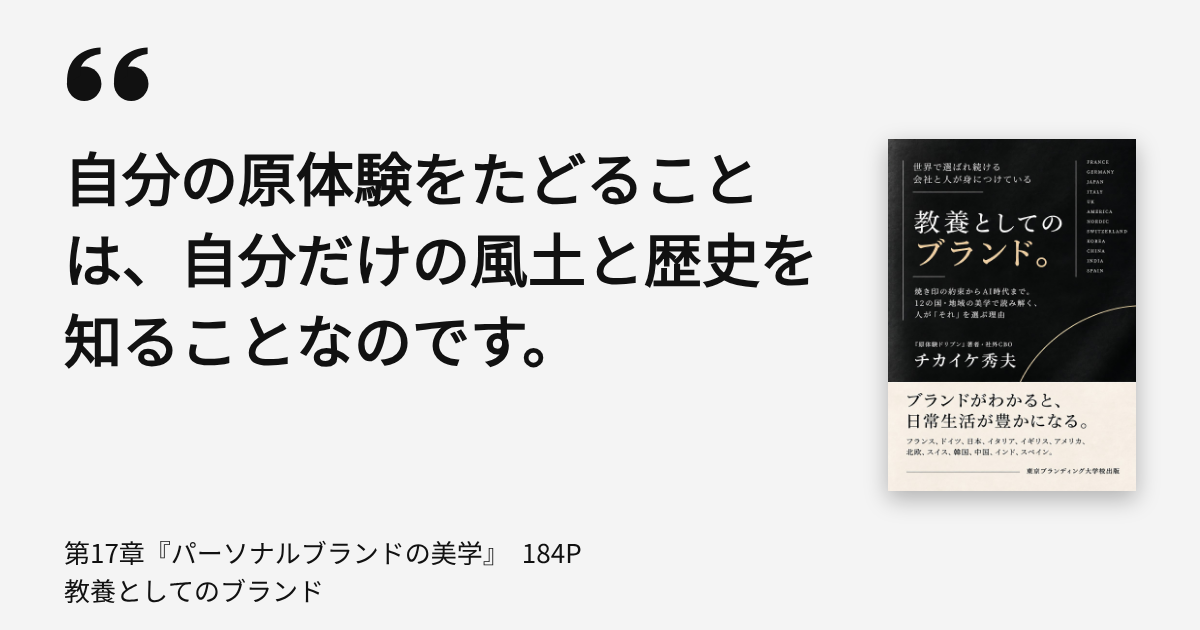 “
自分の原体験をたどること
は、自分だけの風土と歴史を
知ることなのです。
第17章『パーソナルブランドの美学』 184P
教養としてのブランド
世界で選ばれ続ける
会社と人が身につけている
教養としての
ブランド。
焼き印の約束からAI時代まで。
12の国・地域の美学で読み解く、
人が「それ」を選ぶ理由
『原体験ドリブン』著者・社外CBO
チカイケ秀夫
FRANCE
GERMANY
JAPAN
ITALY
UK
AMERICA
NORDIC
SWITZERLAND
KOREA
CHINA
INDIA
SPAIN
ブランドがわかると、
日常生活が豊かになる。
フランス、ドイツ、日本、イタリア、イギリス、アメリカ、
北欧、スイス、韓国、中国、インド、スペイン。
東京ブランディング大学校出版